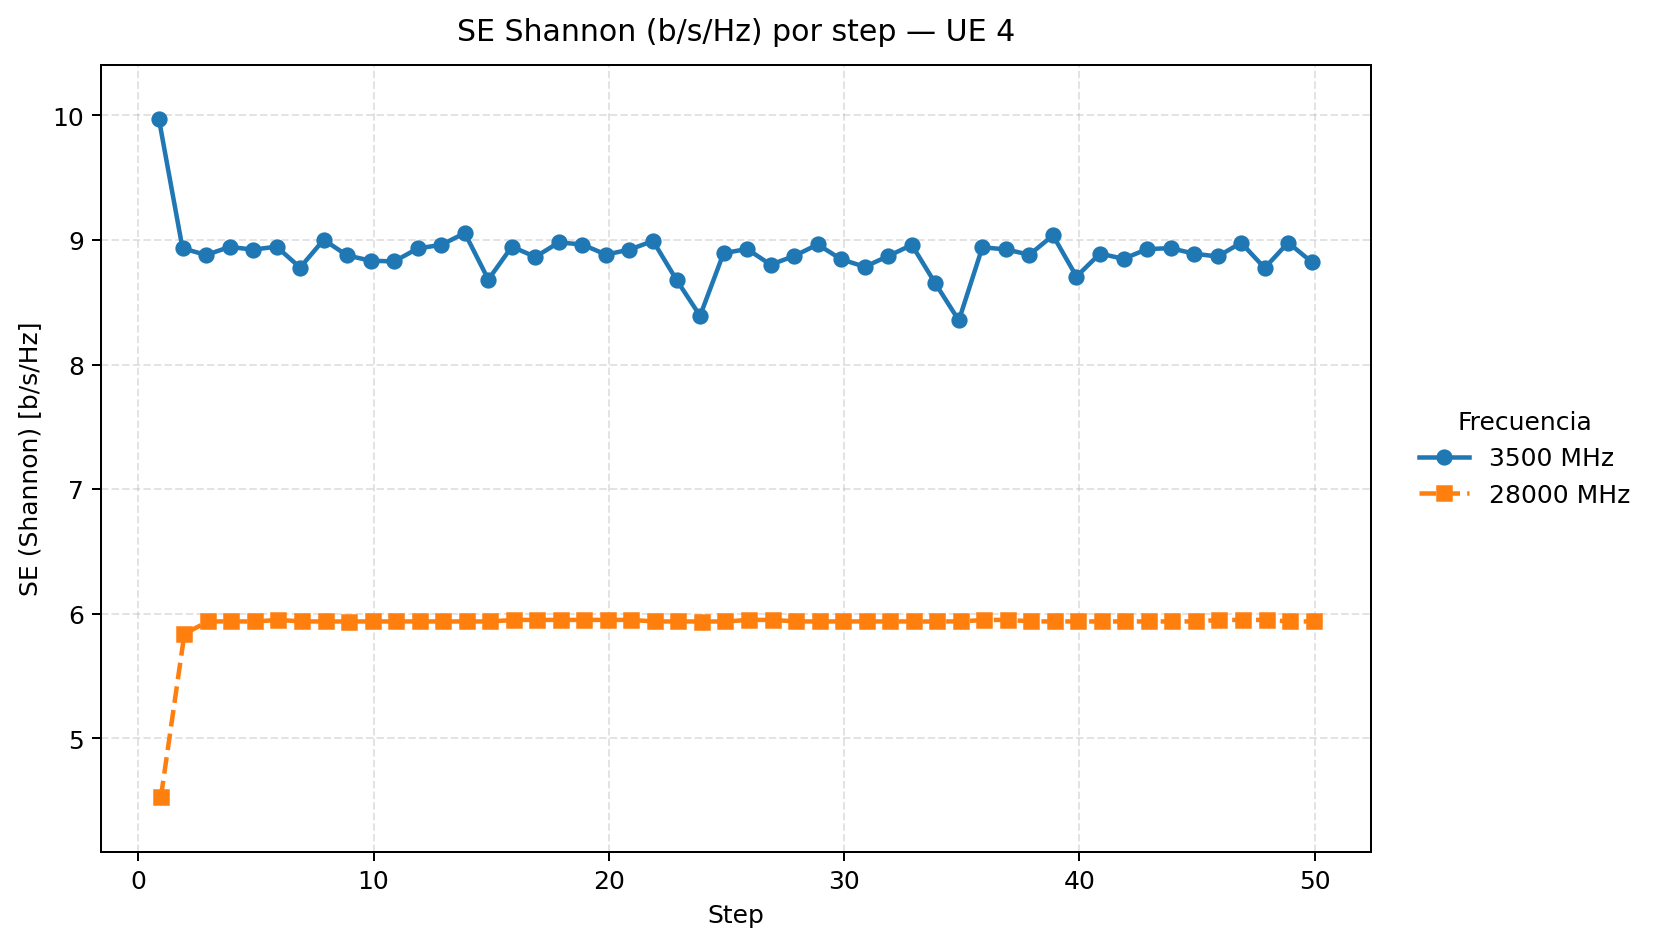 SE Shannon (b/s/Hz) por step — UE 4
SE (Shannon) [b/s/Hz]
10
9
8
7
6
5
0
10
20
30
40
50
Step
Frecuencia
3500 MHz
28000 MHz